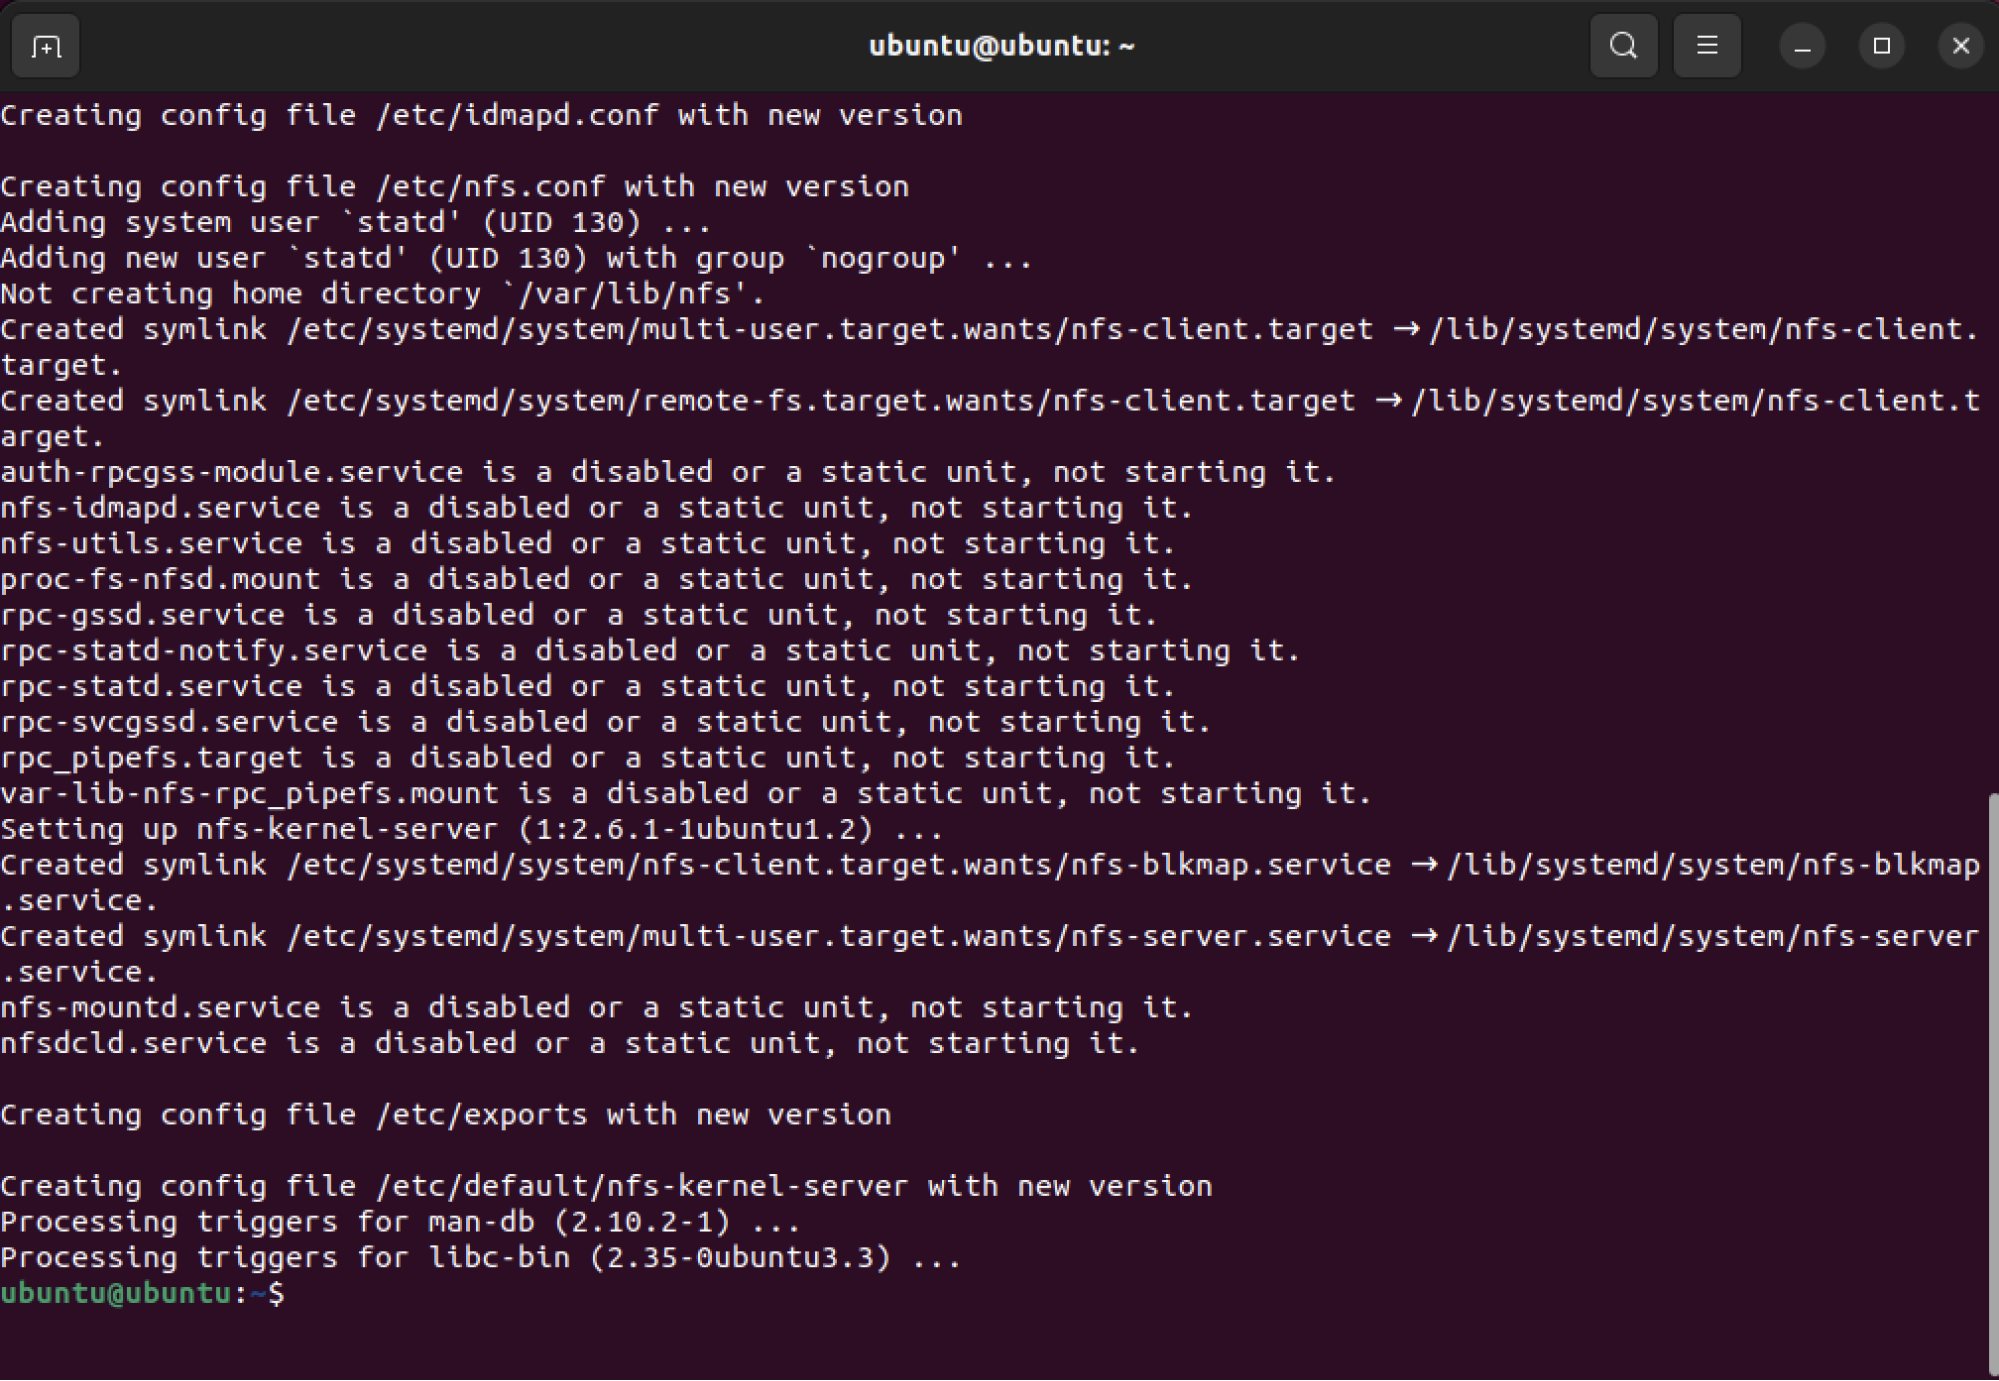 ubuntu@ubuntu: ~
Creating config file /etc/idmapd.conf with new version
Creating config file /etc/nfs.conf with new version
Adding system user `statd' (UID 130) ...
Adding new user `statd' (UID 130) with group `nogroup' ...
Not creating home directory `/var/lib/nfs'.
Created symlink /etc/systemd/system/multi-user.target.wants/nfs-client.target → /lib/systemd/system/nfs-client.
target.
Created symlink /etc/systemd/system/remote-fs.target.wants/nfs-client.target → /lib/systemd/system/nfs-client.t
arget.
auth-rpcgss-module.service is a disabled or a static unit, not starting it.
nfs-idmapd.service is a disabled or a static unit, not starting it.
nfs-utils.service is a disabled or a static unit, not starting it.
proc-fs-nfsd.mount is a disabled or a static unit, not starting it.
rpc-gssd.service is a disabled or a static unit, not starting it.
rpc-statd-notify.service is a disabled or a static unit, not starting it.
rpc-statd.service is a disabled or a static unit, not starting it.
rpc-svcgssd.service is a disabled or a static unit, not starting it.
rpc_pipefs.target is a disabled or a static unit, not starting it.
var-lib-nfs-rpc_pipefs.mount is a disabled or a static unit, not starting it.
Setting up nfs-kernel-server (1:2.6.1-1ubuntu1.2) ...
Created symlink /etc/systemd/system/nfs-client.target.wants/nfs-blkmap.service → /lib/systemd/system/nfs-blkmap
.service.
Created symlink /etc/systemd/system/multi-user.target.wants/nfs-server.service → /lib/systemd/system/nfs-server
.service.
nfs-mountd.service is a disabled or a static unit, not starting it.
nfsdcld.service is a disabled or a static unit, not starting it.
Creating config file /etc/exports with new version
Creating config file /etc/default/nfs-kernel-server with new version
Processing triggers for man-db (2.10.2-1) ...
Processing triggers for libc-bin (2.35-0ubuntu3.3) ...
ubuntu@ubuntu:~$